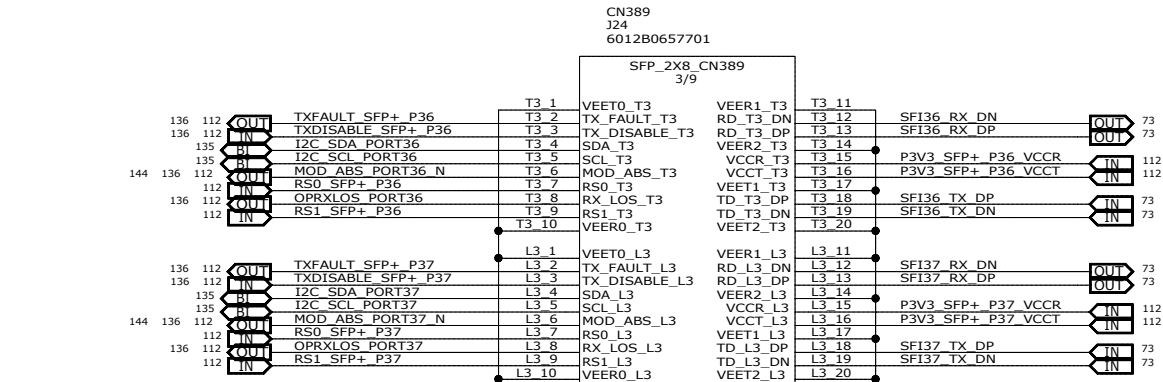 CN389
J24
6012B0657701
SFP_2X8_CN389
3/9
T3_1 VEET0_T3 VEER1_T3 T3_11
136 112 OUT TXFAULT_SFP+_P36 T3_2 TX_FAULT_T3 RD_T3_DN T3_12 SFI36_RX_DN OUT 73
136 112 IN TXDISABLE_SFP+_P36 T3_3 TX_DISABLE_T3 RD_T3_DP T3_13 SFI36_RX_DP OUT 73
135 BI I2C_SDA_PORT36 T3_4 SDA_T3 VEER2_T3 T3_14
135 BI I2C_SCL_PORT36 T3_5 SCL_T3 VCCR_T3 T3_15 P3V3_SFP+_P36_VCCR IN 112
144 136 112 OUT MOD_ABS_PORT36_N T3_6 MOD_ABS_T3 VCCT_T3 T3_16 P3V3_SFP+_P36_VCCT IN 112
112 IN RS0_SFP+_P36 T3_7 RS0_T3 VEET1_T3 T3_17
136 112 OUT OPRXLOS_PORT36 T3_8 RX_LOS_T3 TD_T3_DP T3_18 SFI36_TX_DP IN 73
112 IN RS1_SFP+_P36 T3_9 RS1_T3 TD_T3_DN T3_19 SFI36_TX_DN IN 73
T3_10 VEER0_T3 VEET2_T3 T3_20
L3_1 VEET0_L3 VEER1_L3 L3_11
136 112 OUT TXFAULT_SFP+_P37 L3_2 TX_FAULT_L3 RD_L3_DN L3_12 SFI37_RX_DN OUT 73
136 112 IN TXDISABLE_SFP+_P37 L3_3 TX_DISABLE_L3 RD_L3_DP L3_13 SFI37_RX_DP OUT 73
135 BI I2C_SDA_PORT37 L3_4 SDA_L3 VEER2_L3 L3_14
135 BI I2C_SCL_PORT37 L3_5 SCL_L3 VCCR_L3 L3_15 P3V3_SFP+_P37_VCCR IN 112
144 136 112 OUT MOD_ABS_PORT37_N L3_6 MOD_ABS_L3 VCCT_L3 L3_16 P3V3_SFP+_P37_VCCT IN 112
112 IN RS0_SFP+_P37 L3_7 RS0_L3 VEET1_L3 L3_17
136 112 OUT OPRXLOS_PORT37 L3_8 RX_LOS_L3 TD_L3_DP L3_18 SFI37_TX_DP IN 73
112 IN RS1_SFP+_P37 L3_9 RS1_L3 TD_L3_DN L3_19 SFI37_TX_DN IN 73
L3_10 VEER0_L3 VEET2_L3 L3_20